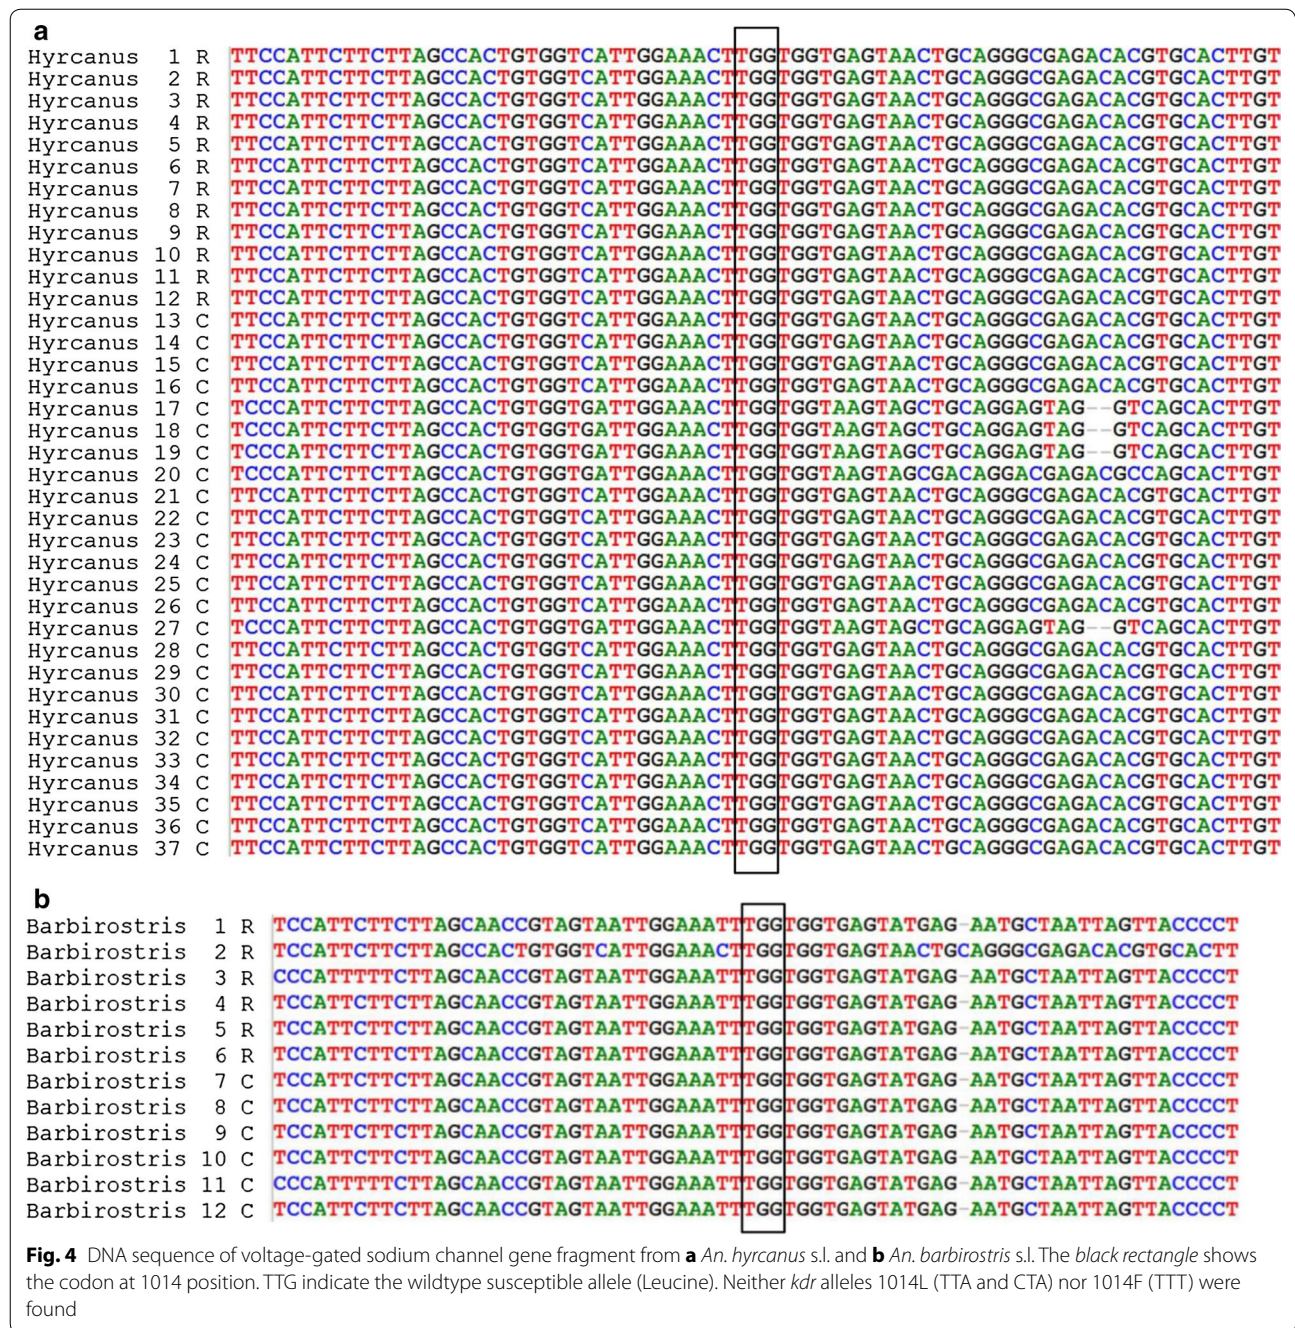 a
Hyrcanus 1 R TTCCATTCTTCTTAGCCACTGTGGTCATTGGAAACTTGGTGGTGAGTAACTGCAGGGCGAGACACGTGCACTTGT
Hyrcanus 2 R TTCCATTCTTCTTAGCCACTGTGGTCATTGGAAACTTGGTGGTGAGTAACTGCAGGGCGAGACACGTGCACTTGT
Hyrcanus 3 R TTCCATTCTTCTTAGCCACTGTGGTCATTGGAAACTTGGTGGTGAGTAACTGCAGGGCGAGACACGTGCACTTGT
Hyrcanus 4 R TTCCATTCTTCTTAGCCACTGTGGTCATTGGAAACTTGGTGGTGAGTAACTGCAGGGCGAGACACGTGCACTTGT
Hyrcanus 5 R TTCCATTCTTCTTAGCCACTGTGGTCATTGGAAACTTGGTGGTGAGTAACTGCAGGGCGAGACACGTGCACTTGT
Hyrcanus 6 R TTCCATTCTTCTTAGCCACTGTGGTCATTGGAAACTTGGTGGTGAGTAACTGCAGGGCGAGACACGTGCACTTGT
Hyrcanus 7 R TTCCATTCTTCTTAGCCACTGTGGTCATTGGAAACTTGGTGGTGAGTAACTGCAGGGCGAGACACGTGCACTTGT
Hyrcanus 8 R TTCCATTCTTCTTAGCCACTGTGGTCATTGGAAACTTGGTGGTGAGTAACTGCAGGGCGAGACACGTGCACTTGT
Hyrcanus 9 R TTCCATTCTTCTTAGCCACTGTGGTCATTGGAAACTTGGTGGTGAGTAACTGCAGGGCGAGACACGTGCACTTGT
Hyrcanus 10 R TTCCATTCTTCTTAGCCACTGTGGTCATTGGAAACTTGGTGGTGAGTAACTGCAGGGCGAGACACGTGCACTTGT
Hyrcanus 11 R TTCCATTCTTCTTAGCCACTGTGGTCATTGGAAACTTGGTGGTGAGTAACTGCAGGGCGAGACACGTGCACTTGT
Hyrcanus 12 R TTCCATTCTTCTTAGCCACTGTGGTCATTGGAAACTTGGTGGTGAGTAACTGCAGGGCGAGACACGTGCACTTGT
Hyrcanus 13 C TTCCATTCTTCTTAGCCACTGTGGTCATTGGAAACTTGGTGGTGAGTAACTGCAGGGCGAGACACGTGCACTTGT
Hyrcanus 14 C TTCCATTCTTCTTAGCCACTGTGGTCATTGGAAACTTGGTGGTGAGTAACTGCAGGGCGAGACACGTGCACTTGT
Hyrcanus 15 C TTCCATTCTTCTTAGCCACTGTGGTCATTGGAAACTTGGTGGTGAGTAACTGCAGGGCGAGACACGTGCACTTGT
Hyrcanus 16 C TTCCATTCTTCTTAGCCACTGTGGTCATTGGAAACTTGGTGGTGAGTAACTGCAGGGCGAGACACGTGCACTTGT
Hyrcanus 17 C TCCCATTCTTCTTAGCCACTGTGGTGATTGGAAACTTGGTGGTAAGTAGCTGCAGGAGTAG--GTCAGCACTTGT
Hyrcanus 18 C TCCCATTCTTCTTAGCCACTGTGGTGATTGGAAACTTGGTGGTAAGTAGCTGCAGGAGTAG--GTCAGCACTTGT
Hyrcanus 19 C TCCCATTCTTCTTAGCCACTGTGGTGATTGGAAACTTGGTGGTAAGTAGCTGCAGGAGTAG--GTCAGCACTTGT
Hyrcanus 20 C TCCCATTCTTCTTAGCCACTGTGGTCATTGGAAACTTGGTGGTAAGTAGCGACAGGACGAGACGCCAGCACTTGT
Hyrcanus 21 C TTCCATTCTTCTTAGCCACTGTGGTCATTGGAAACTTGGTGGTGAGTAACTGCAGGGCGAGACACGTGCACTTGT
Hyrcanus 22 C TTCCATTCTTCTTAGCCACTGTGGTCATTGGAAACTTGGTGGTGAGTAACTGCAGGGCGAGACACGTGCACTTGT
Hyrcanus 23 C TTCCATTCTTCTTAGCCACTGTGGTCATTGGAAACTTGGTGGTGAGTAACTGCAGGGCGAGACACGTGCACTTGT
Hyrcanus 24 C TTCCATTCTTCTTAGCCACTGTGGTCATTGGAAACTTGGTGGTGAGTAACTGCAGGGCGAGACACGTGCACTTGT
Hyrcanus 25 C TTCCATTCTTCTTAGCCACTGTGGTCATTGGAAACTTGGTGGTGAGTAACTGCAGGGCGAGACACGTGCACTTGT
Hyrcanus 26 C TTCCATTCTTCTTAGCCACTGTGGTCATTGGAAACTTGGTGGTGAGTAACTGCAGGGCGAGACACGTGCACTTGT
Hyrcanus 27 C TCCCATTCTTCTTAGCCACTGTGGTGATTGGAAACTTGGTGGTAAGTAGCTGCAGGAGTAG--GTCAGCACTTGT
Hyrcanus 28 C TTCCATTCTTCTTAGCCACTGTGGTCATTGGAAACTTGGTGGTGAGTAACTGCAGGGCGAGACACGTGCACTTGT
Hyrcanus 29 C TTCCATTCTTCTTAGCCACTGTGGTCATTGGAAACTTGGTGGTGAGTAACTGCAGGGCGAGACACGTGCACTTGT
Hyrcanus 30 C TTCCATTCTTCTTAGCCACTGTGGTCATTGGAAACTTGGTGGTGAGTAACTGCAGGGCGAGACACGTGCACTTGT
Hyrcanus 31 C TTCCATTCTTCTTAGCCACTGTGGTCATTGGAAACTTGGTGGTGAGTAACTGCAGGGCGAGACACGTGCACTTGT
Hyrcanus 32 C TTCCATTCTTCTTAGCCACTGTGGTCATTGGAAACTTGGTGGTGAGTAACTGCAGGGCGAGACACGTGCACTTGT
Hyrcanus 33 C TTCCATTCTTCTTAGCCACTGTGGTCATTGGAAACTTGGTGGTGAGTAACTGCAGGGCGAGACACGTGCACTTGT
Hyrcanus 34 C TTCCATTCTTCTTAGCCACTGTGGTCATTGGAAACTTGGTGGTGAGTAACTGCAGGGCGAGACACGTGCACTTGT
Hyrcanus 35 C TTCCATTCTTCTTAGCCACTGTGGTCATTGGAAACTTGGTGGTGAGTAACTGCAGGGCGAGACACGTGCACTTGT
Hyrcanus 36 C TTCCATTCTTCTTAGCCACTGTGGTCATTGGAAACTTGGTGGTGAGTAACTGCAGGGCGAGACACGTGCACTTGT
Hyrcanus 37 C TTCCATTCTTCTTAGCCACTGTGGTCATTGGAAACTTGGTGGTGAGTAACTGCAGGGCGAGACACGTGCACTTGT
b
Barbirostris 1 R TCCATTCTTCTTAGCAACCGTAGTAATTGGAAATTTGGTGGTGAGTATGAG-AATGCTAATTAGTTACCCCT
Barbirostris 2 R TCCATTCTTCTTAGCCACTGTGGTCATTGGAAACTTGGTGGTGAGTAACTGCAGGGCGAGACACGTGCACTT
Barbirostris 3 R CCCATTTTTCTTAGCAACCGTAGTAATTGGAAATTTGGTGGTGAGTATGAG-AATGCTAATTAGTTACCCCT
Barbirostris 4 R TCCATTCTTCTTAGCAACCGTAGTAATTGGAAATTTGGTGGTGAGTATGAG-AATGCTAATTAGTTACCCCT
Barbirostris 5 R TCCATTCTTCTTAGCAACCGTAGTAATTGGAAATTTGGTGGTGAGTATGAG-AATGCTAATTAGTTACCCCT
Barbirostris 6 R TCCATTCTTCTTAGCAACCGTAGTAATTGGAAATTTGGTGGTGAGTATGAG-AATGCTAATTAGTTACCCCT
Barbirostris 7 C TCCATTCTTCTTAGCAACCGTAGTAATTGGAAATTTGGTGGTGAGTATGAG-AATGCTAATTAGTTACCCCT
Barbirostris 8 C TCCATTCTTCTTAGCAACCGTAGTAATTGGAAATTTGGTGGTGAGTATGAG-AATGCTAATTAGTTACCCCT
Barbirostris 9 C TCCATTCTTCTTAGCAACCGTAGTAATTGGAAATTTGGTGGTGAGTATGAG-AATGCTAATTAGTTACCCCT
Barbirostris 10 C TCCATTCTTCTTAGCAACCGTAGTAATTGGAAATTTGGTGGTGAGTATGAG-AATGCTAATTAGTTACCCCT
Barbirostris 11 C CCCATTTTTCTTAGCAACCGTAGTAATTGGAAATTTGGTGGTGAGTATGAG-AATGCTAATTAGTTACCCCT
Barbirostris 12 C TCCATTCTTCTTAGCAACCGTAGTAATTGGAAATTTGGTGGTGAGTATGAG-AATGCTAATTAGTTACCCCT
Fig. 4 DNA sequence of voltage-gated sodium channel gene fragment from a An. hyrcanus s.l. and b An. barbirostris s.l. The black rectangle shows
the codon at 1014 position. TTG indicate the wildtype susceptible allele (Leucine). Neither kdr alleles 1014L (TTA and CTA) nor 1014F (TTT) were
found